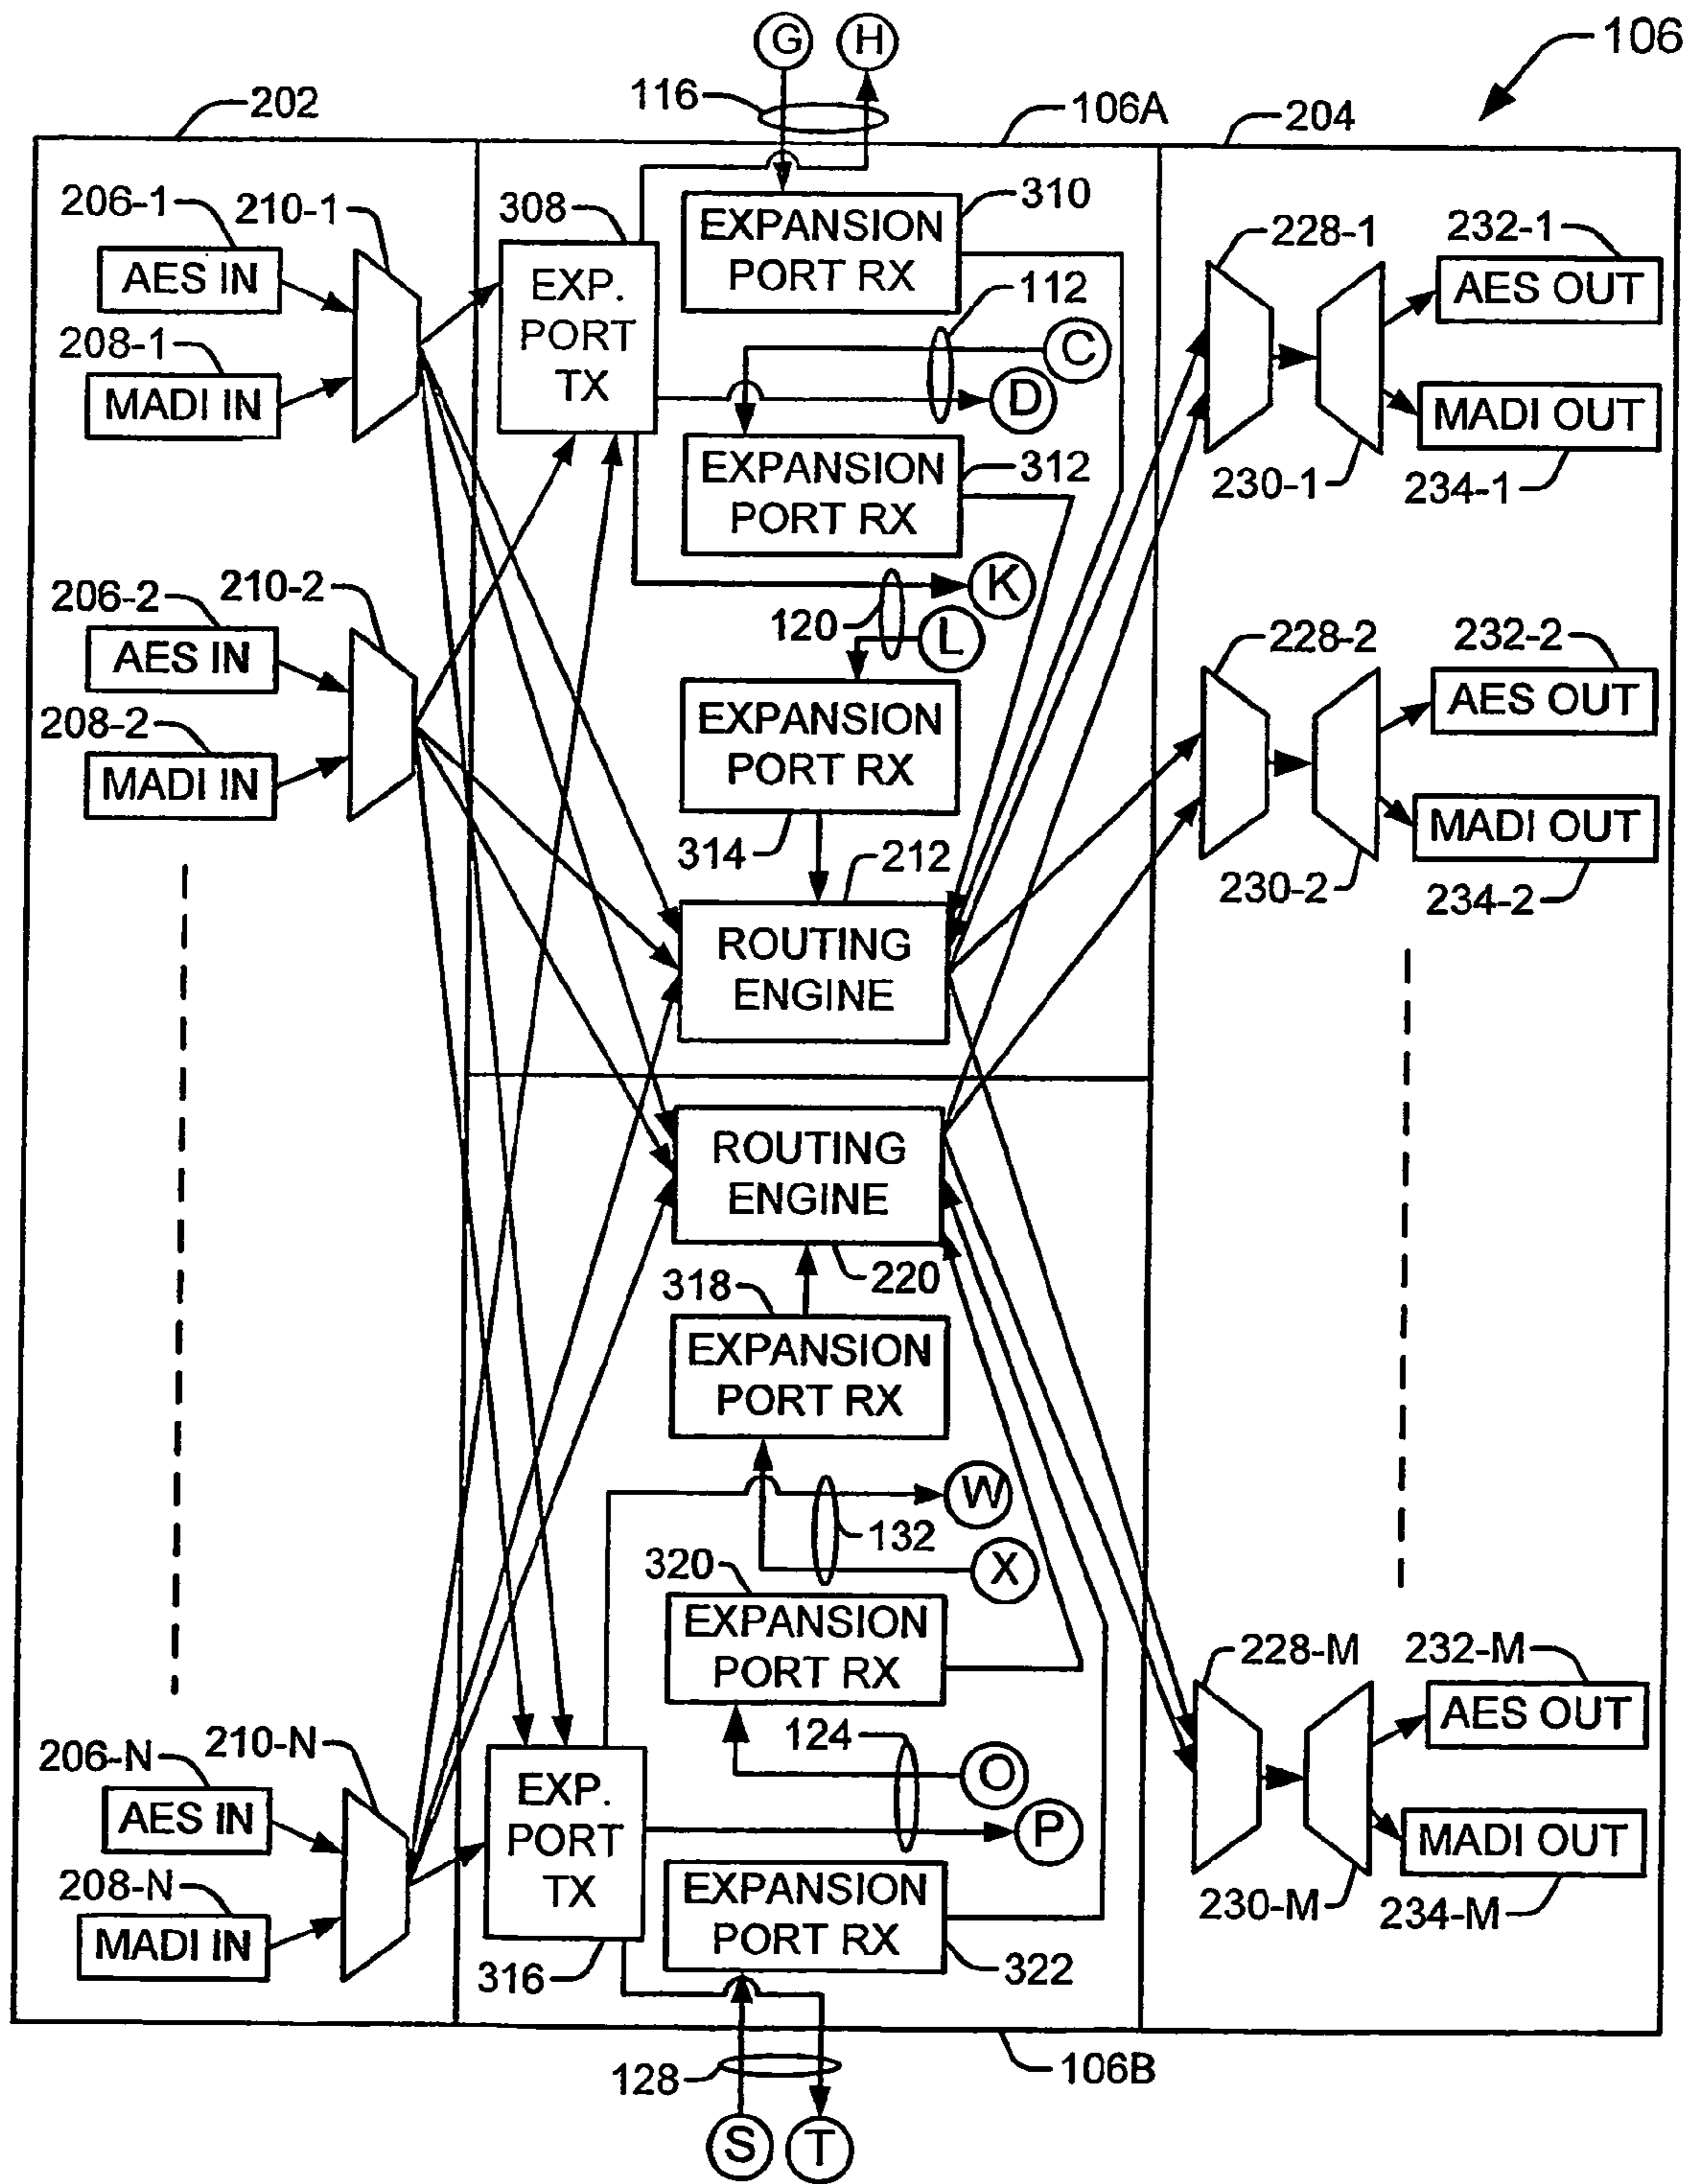 G
H
106
202
116
106A
204
206-1
210-1
308
310
228-1
232-1
AES IN
EXPANSION
PORT RX
EXP.
PORT
TX
112
AES OUT
208-1
C
MADI IN
D
MADI OUT
EXPANSION
PORT RX
312
230-1
234-1
206-2
210-2
K
120
L
228-2
232-2
AES IN
AES OUT
208-2
EXPANSION
PORT RX
MADI IN
MADI OUT
314
212
230-2
234-2
ROUTING
ENGINE
ROUTING
ENGINE
318
220
EXPANSION
PORT RX
W
132
X
320
EXPANSION
PORT RX
228-M
232-M
AES OUT
124
206-N
210-N
O
EXP.
PORT
TX
AES IN
P
MADI OUT
208-N
EXPANSION
PORT RX
230-M
234-M
MADI IN
316
322
128
106B
S
T